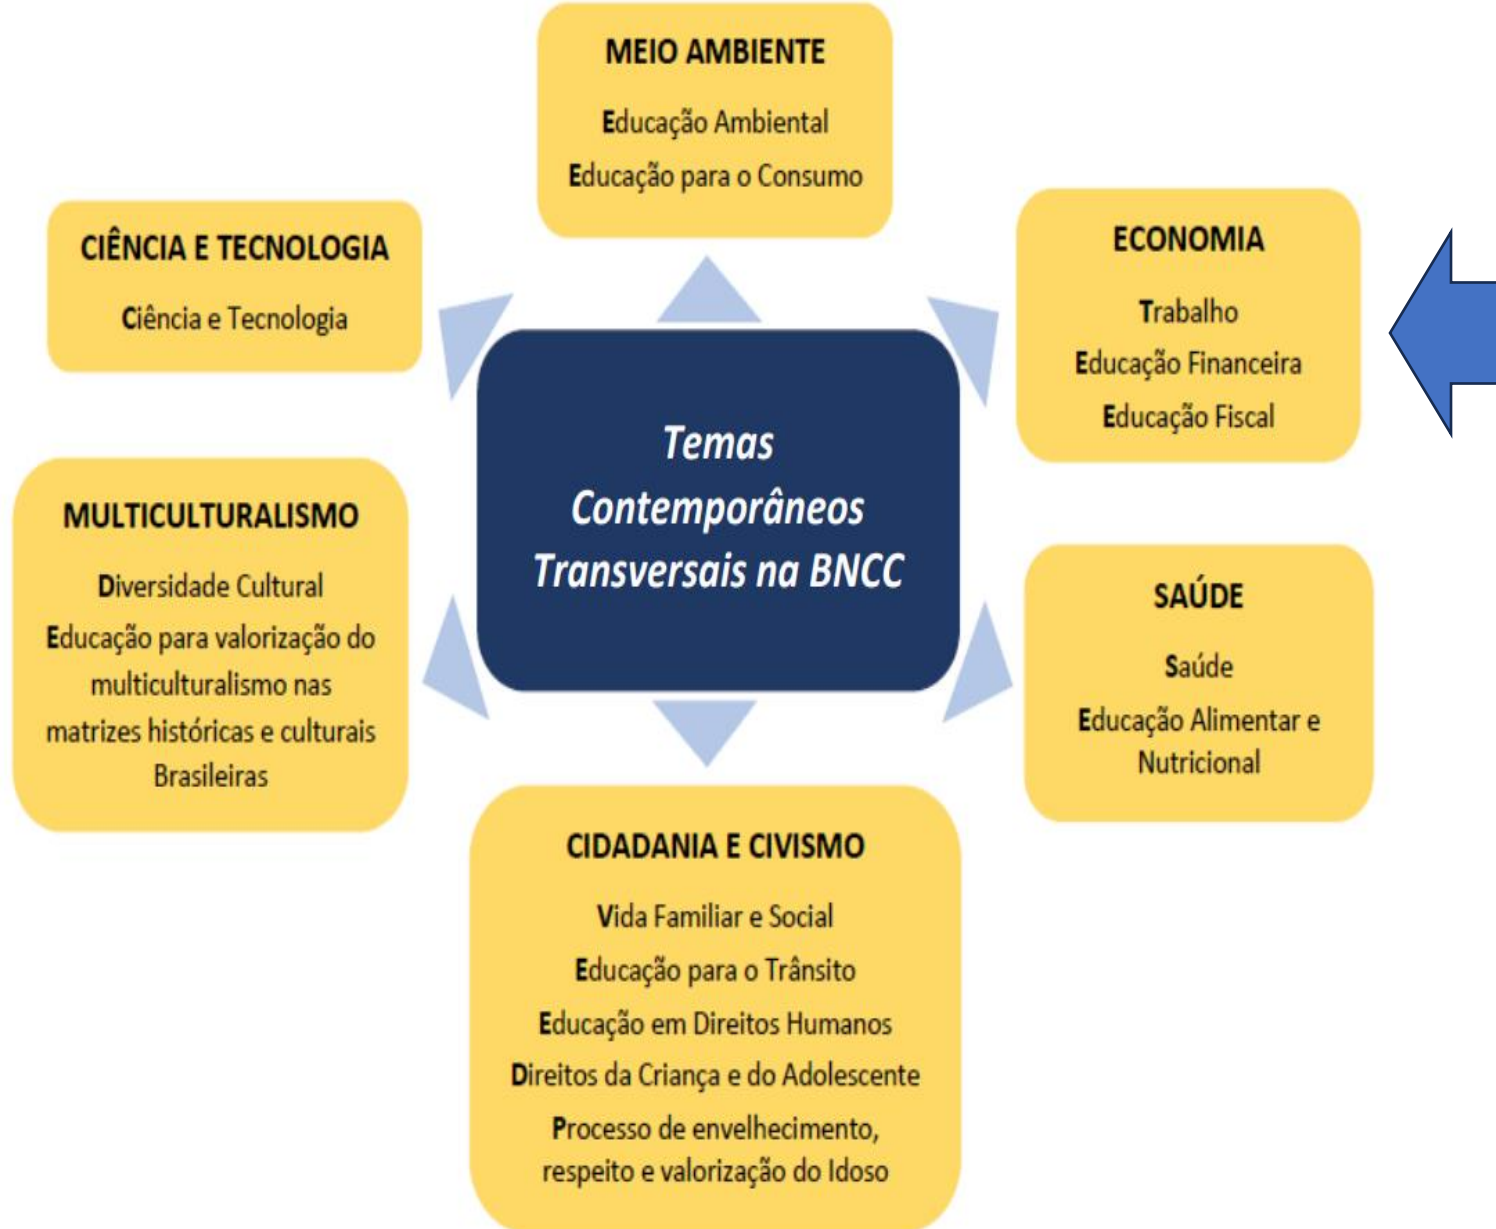 MEIO AMBIENTE
Educação Ambiental
Educação para o Consumo
CIÊNCIA E TECNOLOGIA
Ciência e Tecnologia
ECONOMIA
Trabalho
Educação Financeira
Educação Fiscal
Temas
Contemporâneos
Transversais na BNCC
MULTICULTURALISMO
Diversidade Cultural
Educação para valorização do
multiculturalismo nas
matrizes históricas e culturais
Brasileiras
SAÚDE
Saúde
Educação Alimentar e
Nutricional
CIDADANIA E CIVISMO
Vida Familiar e Social
Educação para o Trânsito
Educação em Direitos Humanos
Direitos da Criança e do Adolescente
Processo de envelhecimento,
respeito e valorização do Idoso